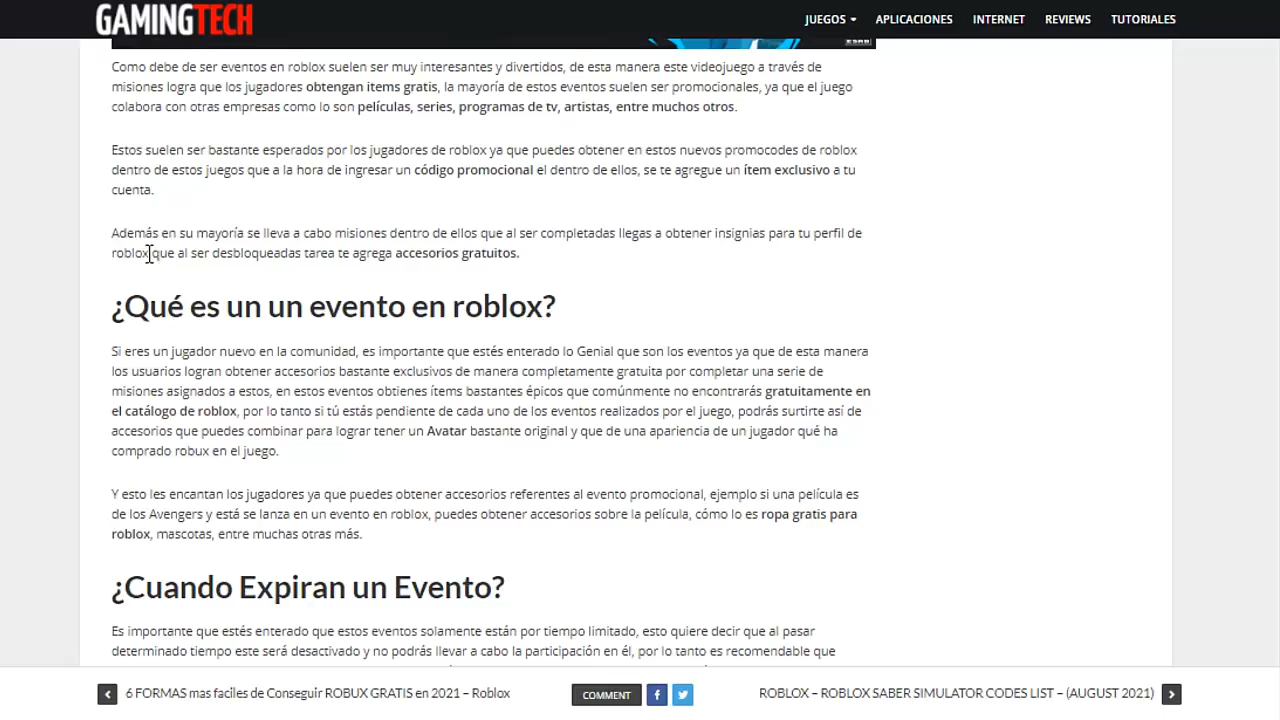 GAMINGTECH
JUEGOS APLICACIONES INTERNET REVIEWS TUTORIALES
Como debe de ser eventos en roblox suelen ser muy interesantes y divertidos, de esta manera este videojuego a través de
misiones logra que los jugadores obtengan items gratis, la mayoría de estos eventos suelen ser promocionales, ya que el juego
colabora con otras empresas como lo son películas, series, programas de tv, artistas, entre muchos otros.
Estos suelen ser bastante esperados por los jugadores de roblox ya que puedes obtener en estos nuevos promocodes de roblox
dentro de estos juegos que a la hora de ingresar un código promocional el dentro de ellos, se te agregue un ítem exclusivo a tu
cuenta.
Además en su mayoría se lleva a cabo misiones dentro de ellos que al ser completadas llegas a obtener insignias para tu perfil de
roblox que al ser desbloqueadas tarea te agrega accesorios gratuitos.
¿Qué es un un evento en roblox?
Si eres un jugador nuevo en la comunidad, es importante que estés enterado lo Genial que son los eventos ya que de esta manera
los usuarios logran obtener accesorios bastante exclusivos de manera completamente gratuita por completar una serie de
misiones asignados a estos, en estos eventos obtienes ítems bastantes épicos que comúnmente no encontrarás gratuitamente en
el catálogo de roblox, por lo tanto si tú estás pendiente de cada uno de los eventos realizados por el juego, podrás surtirte así de
accesorios que puedes combinar para lograr tener un Avatar bastante original y que de una apariencia de un jugador qué ha
comprado robux en el juego.
Y esto les encantan los jugadores ya que puedes obtener accesorios referentes al evento promocional, ejemplo si una película es
de los Avengers y está se lanza en un evento en roblox, puedes obtener accesorios sobre la película, cómo lo es ropa gratis para
roblox, mascotas, entre muchas otras más.
¿Cuando Expiran un Evento?
Es importante que estés enterado que estos eventos solamente están por tiempo limitado, esto quiere decir que al pasar
determinado tiempo este será desactivado y no podrás llevar a cabo la participación en él, por lo tanto es recomendable que
6 FORMAS mas faciles de Conseguir ROBUX GRATIS en 2021 – Roblox
COMMENT
ROBLOX – ROBLOX SABER SIMULATOR CODES LIST – (AUGUST 2021)